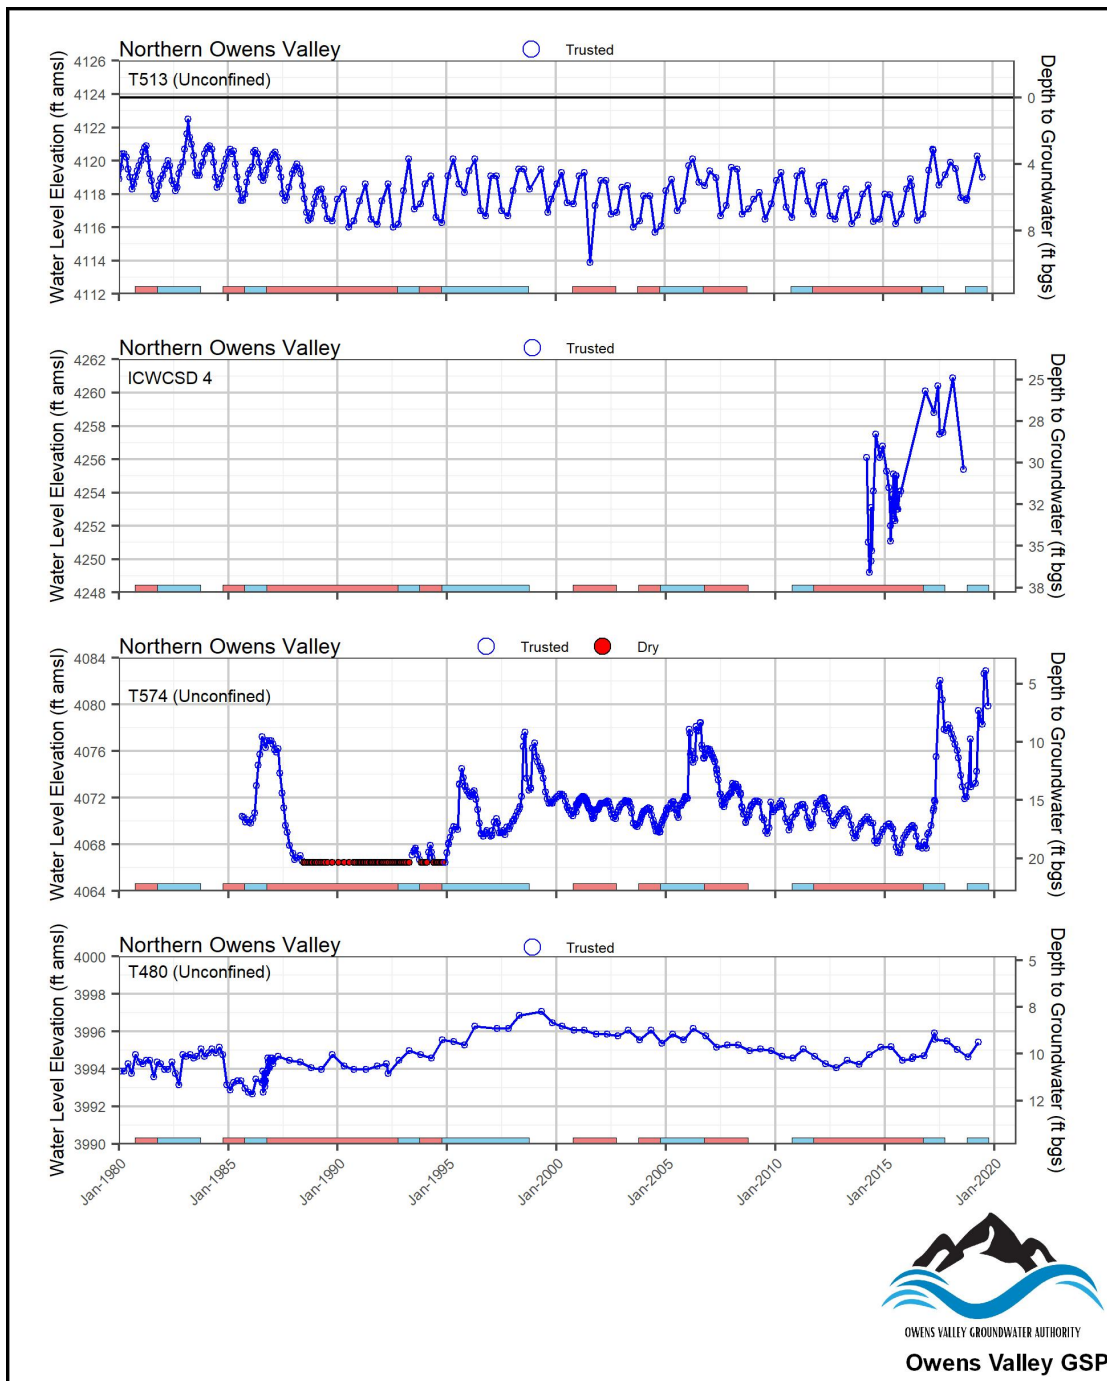 Northern Owens Valley
Trusted
T513 (Unconfined)
Water Level Elevation (ft amsl)
4126
4124
4122
4120
4118
4116
4114
4112
Depth to Groundwater (ft bgs)
0
4
8
Northern Owens Valley
Trusted
ICWCSD 4
Water Level Elevation (ft amsl)
4262
4260
4258
4256
4254
4252
4250
4248
Depth to Groundwater (ft bgs)
25
28
30
32
35
38
Northern Owens Valley
Trusted
Dry
T574 (Unconfined)
Water Level Elevation (ft amsl)
4084
4080
4076
4072
4068
4064
Depth to Groundwater (ft bgs)
5
10
15
20
Northern Owens Valley
Trusted
T480 (Unconfined)
Water Level Elevation (ft amsl)
4000
3998
3996
3994
3992
3990
Depth to Groundwater (ft bgs)
5
8
10
12
Jan-1980
Jan-1985
Jan-1990
Jan-1995
Jan-2000
Jan-2005
Jan-2010
Jan-2015
Jan-2020
OWENS VALLEY GROUNDWATER AUTHORITY
Owens Valley GSP